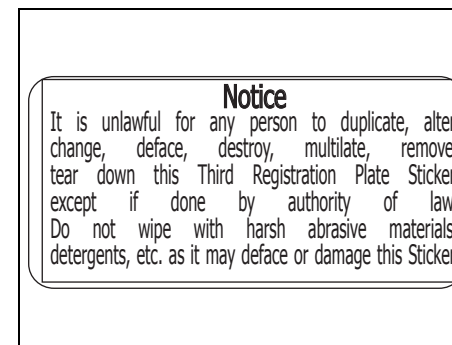 Notice
It is unlawful for any person to duplicate, alter
change, deface, destroy, multilate, remove
tear down this Third Registration Plate Sticker
except if done by authority of law
Do not wipe with harsh abrasive materials
detergents, etc. as it may deface or damage this Sticker